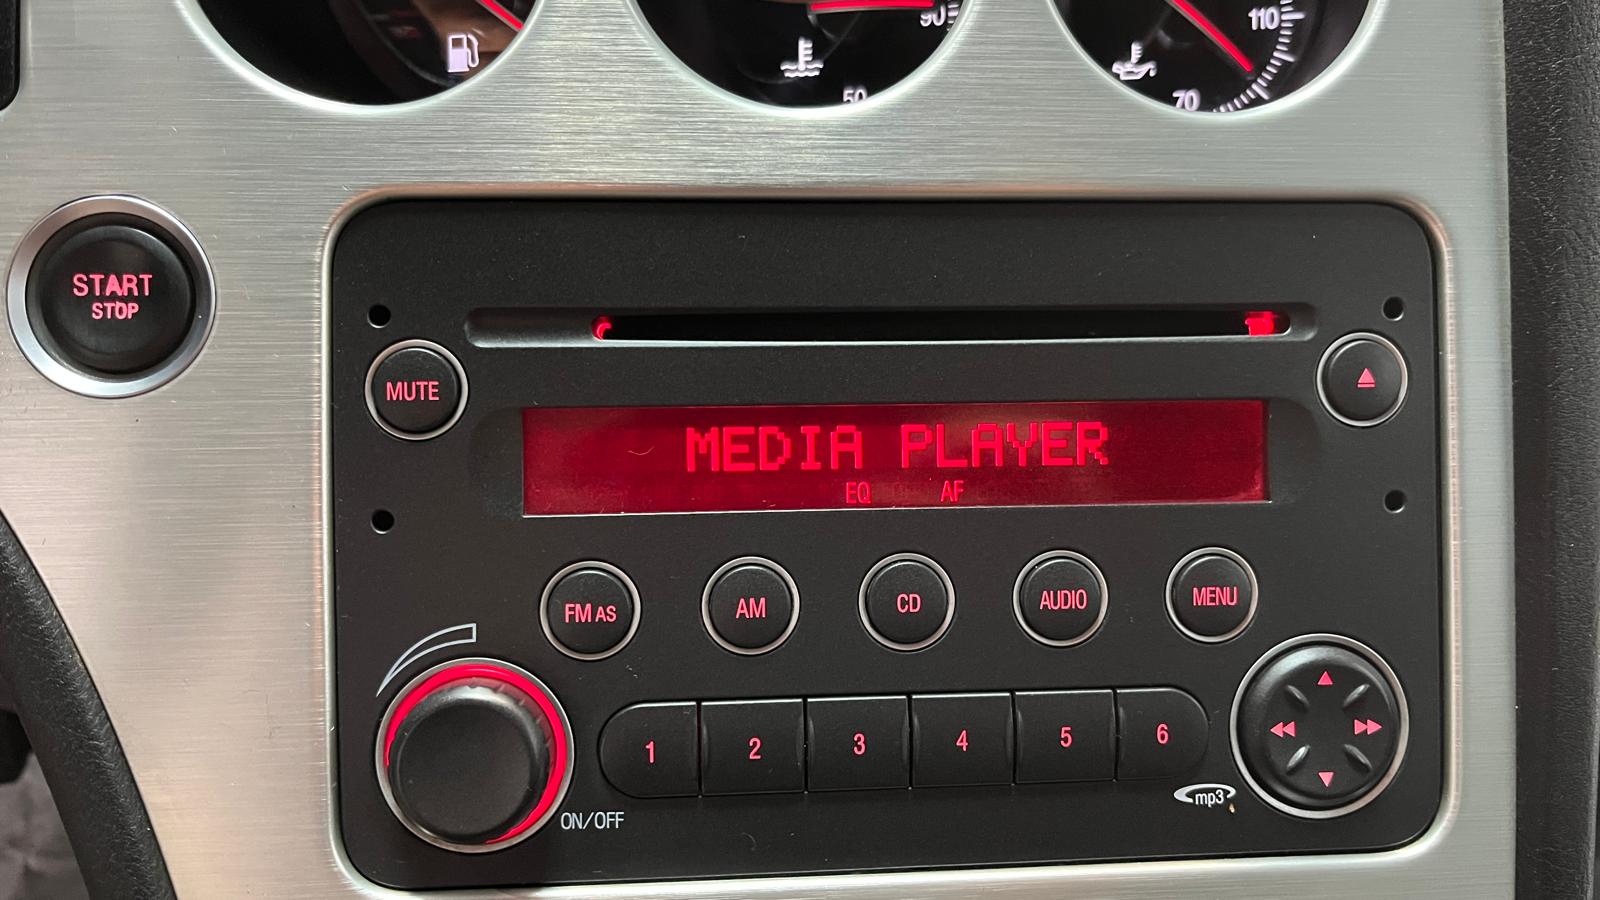 90
50
110
70
START
STOP
MUTE
MEDIA PLAYER
EQ AF
FM AS
AM
CD
AUDIO
MENU
1 2 3 4 5 6
mp3
ON/OFF